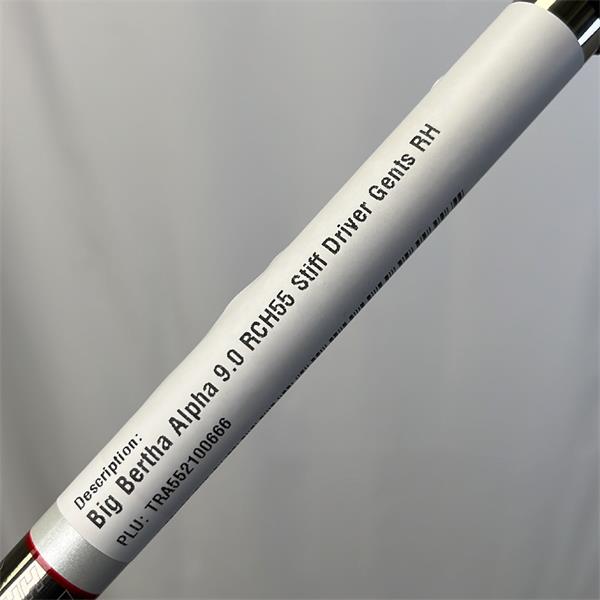 Description:
Big Bertha Alpha 9.0 RCH55 Stiff Driver Gents RH
PLU: TRA552100666